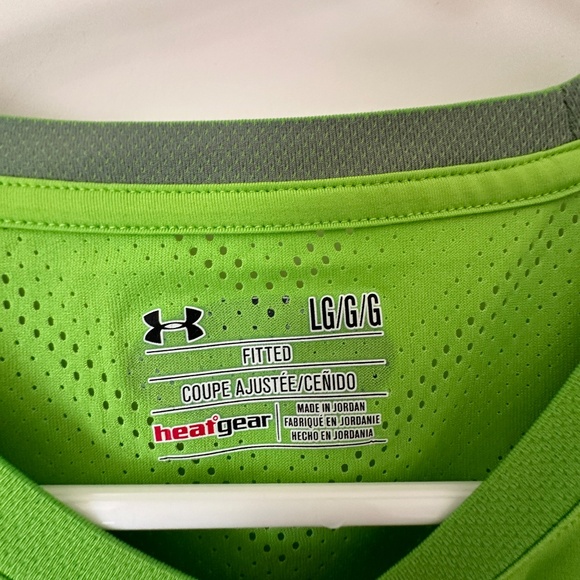 LG/G/G
FITTED
COUPE AJUSTÉE/CEÑIDO
heatgear
MADE IN JORDAN
FABRIQUÉ EN JORDANIE
HECHO EN JORDANIA